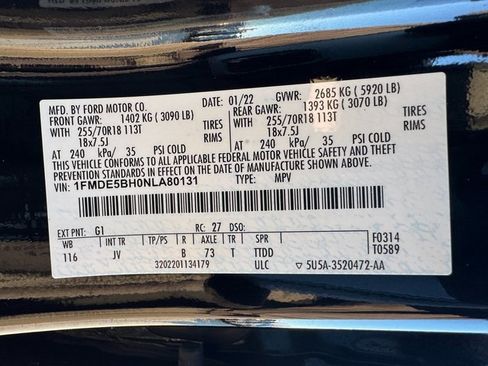 MFD. BY FORD MOTOR CO.
DATE: 01/22 GVWR: 2685 KG ( 5920 LB)
FRONT GAWR: 1402 KG ( 3090 LB) REAR GAWR: 1393 KG ( 3070 LB)
WITH 255/70R18 113T TIRES WITH 255/70R18 113T TIRES
18x7.5J RIMS 18x7.5J RIMS
AT 240 kPa/ 35 PSI COLD AT 240 kPa/ 35 PSI COLD
THIS VEHICLE CONFORMS TO ALL APPLICABLE FEDERAL MOTOR VEHICLE SAFETY AND THEFT
PREVENTION STANDARDS IN EFFECT ON THE DATE OF MANUFACTURE SHOWN ABOVE.
VIN: 1FMDE5BH0NLA80131 TYPE: MPV
EXT PNT: G1 RC: 27 DSO:
WB INT TR TP/PS R AXLE TR SPR F0314
116 JV B 73 T TTDD T0589
3202201134179 ULC 5U5A-3520472-AA